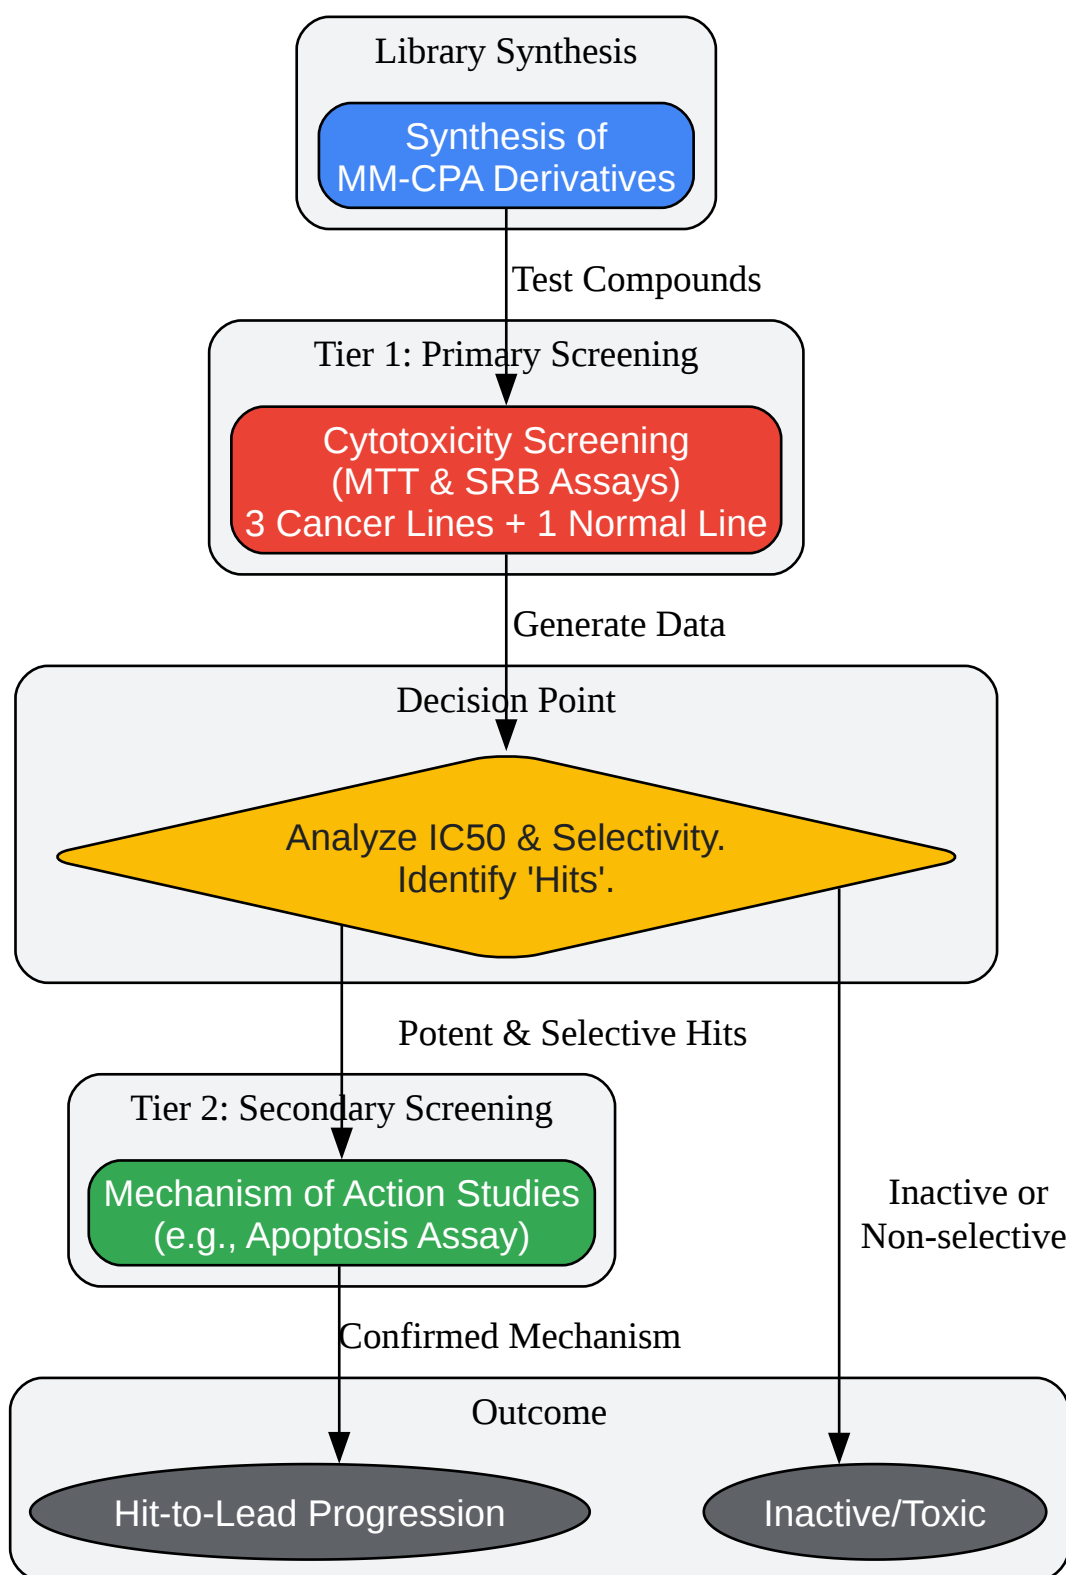 Library Synthesis
Synthesis of
MM-CPA Derivatives
Test Compounds
Tier 1: Primary Screening
Cytotoxicity Screening
(MTT & SRB Assays)
3 Cancer Lines + 1 Normal Line
Generate Data
Decision Point
Analyze IC50 & Selectivity.
Identify 'Hits'.
Potent & Selective Hits
Tier 2: Secondary Screening
Mechanism of Action Studies
(e.g., Apoptosis Assay)
Inactive or
Non-selective
Confirmed Mechanism
Outcome
Hit-to-Lead Progression
Inactive/Toxic